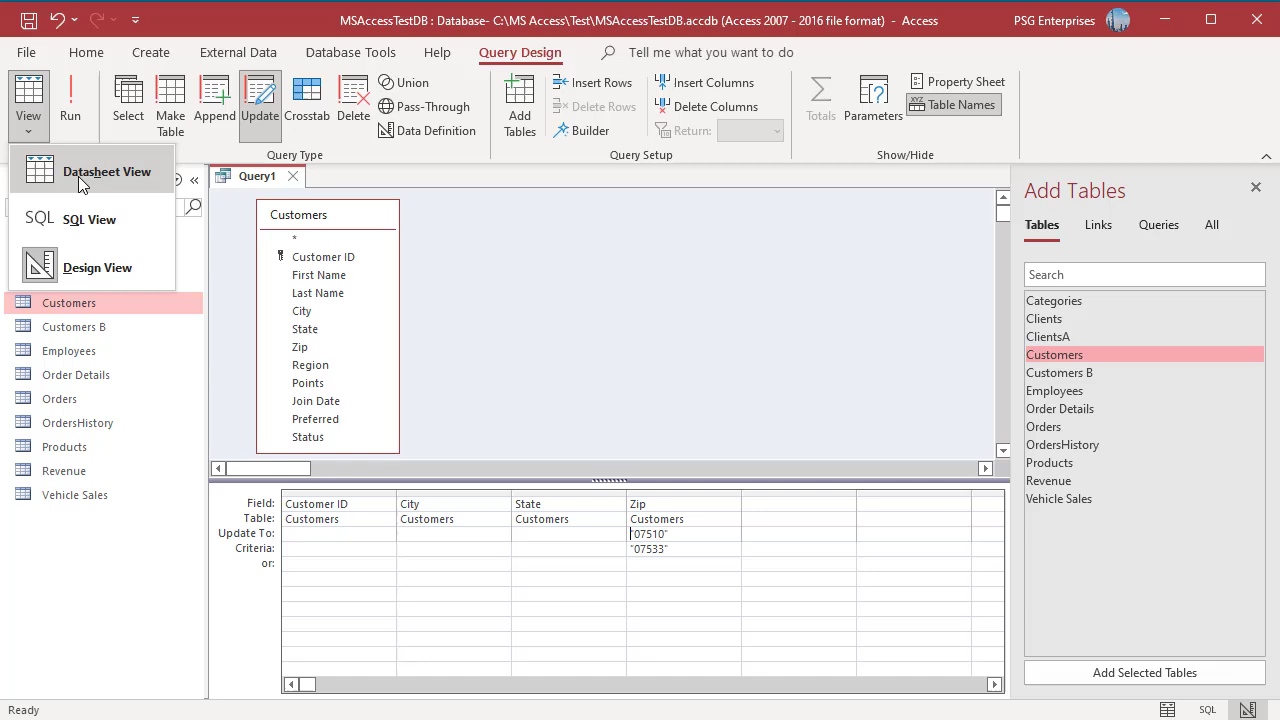 MSAccessTestDB : Database- C:\MS Access\Test\MSAccessTestDB.accdb (Access 2007 - 2016 file format) - Access
PSG Enterprises
File Home Create External Data Database Tools Help Query Design Tell me what you want to do
View
Run
Select
Make Table
Append
Update
Crosstab
Delete
Union
Pass-Through
Data Definition
Query Type
Add Tables
Insert Rows
Delete Rows
Builder
Insert Columns
Delete Columns
Return:
Query Setup
Totals
Parameters
Property Sheet
XYZ Table Names
Show/Hide
Datasheet View
SQL SQL View
Design View
Customers
Customers B
Employees
Order Details
Orders
OrdersHistory
Products
Revenue
Vehicle Sales
Query1
Customers
*
Customer ID
First Name
Last Name
City
State
Zip
Region
Points
Join Date
Preferred
Status
Field: Customer ID City State Zip
Table: Customers Customers Customers Customers
Update To: "07510"
Criteria: "07533"
or:
Add Tables
Tables Links Queries All
Search
Categories
Clients
ClientsA
Customers
Customers B
Employees
Order Details
Orders
OrdersHistory
Products
Revenue
Vehicle Sales
Add Selected Tables
Ready
SQL